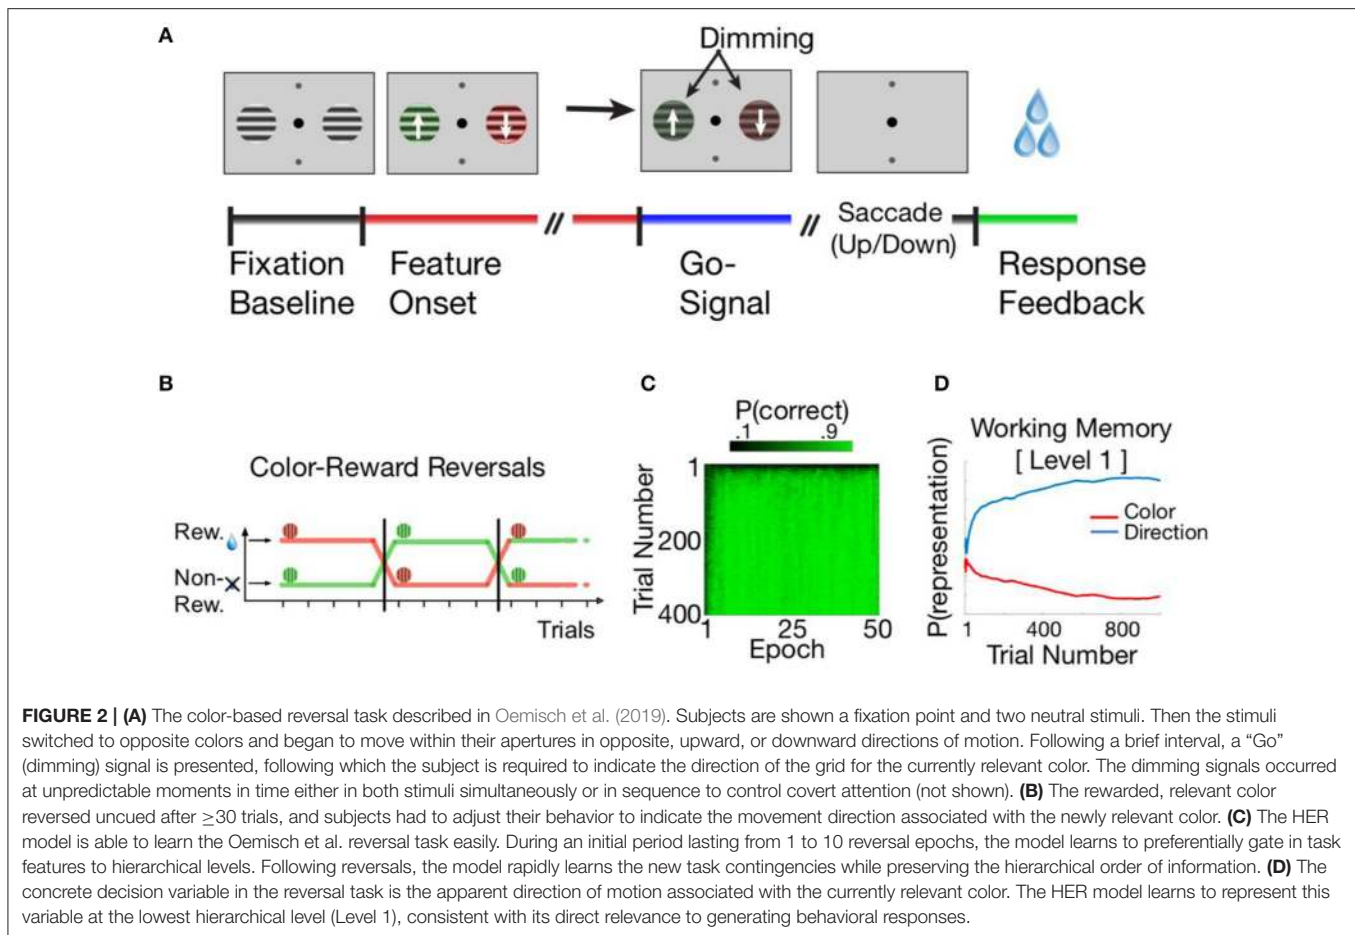 A
Dimming
Saccade
(Up/Down)
Fixation
Baseline
Feature
Onset
Go-
Signal
Response
Feedback
B
Color-Reward Reversals
Rew.
Non-
Rew.
Trials
C
P(correct)
.1 .9
Trial Number
1
200
400
1 25 50
Epoch
D
Working Memory
[ Level 1 ]
P(representation)
Color
Direction
1 400 800
Trial Number
FIGURE 2 | (A) The color-based reversal task described in Oemisch et al. (2019). Subjects are shown a fixation point and two neutral stimuli. Then the stimuli
switched to opposite colors and began to move within their apertures in opposite, upward, or downward directions of motion. Following a brief interval, a “Go”
(dimming) signal is presented, following which the subject is required to indicate the direction of the grid for the currently relevant color. The dimming signals occurred
at unpredictable moments in time either in both stimuli simultaneously or in sequence to control covert attention (not shown). (B) The rewarded, relevant color
reversed uncued after ≥30 trials, and subjects had to adjust their behavior to indicate the movement direction associated with the newly relevant color. (C) The HER
model is able to learn the Oemisch et al. reversal task easily. During an initial period lasting from 1 to 10 reversal epochs, the model learns to preferentially gate in task
features to hierarchical levels. Following reversals, the model rapidly learns the new task contingencies while preserving the hierarchical order of information. (D) The
concrete decision variable in the reversal task is the apparent direction of motion associated with the currently relevant color. The HER model learns to represent this
variable at the lowest hierarchical level (Level 1), consistent with its direct relevance to generating behavioral responses.